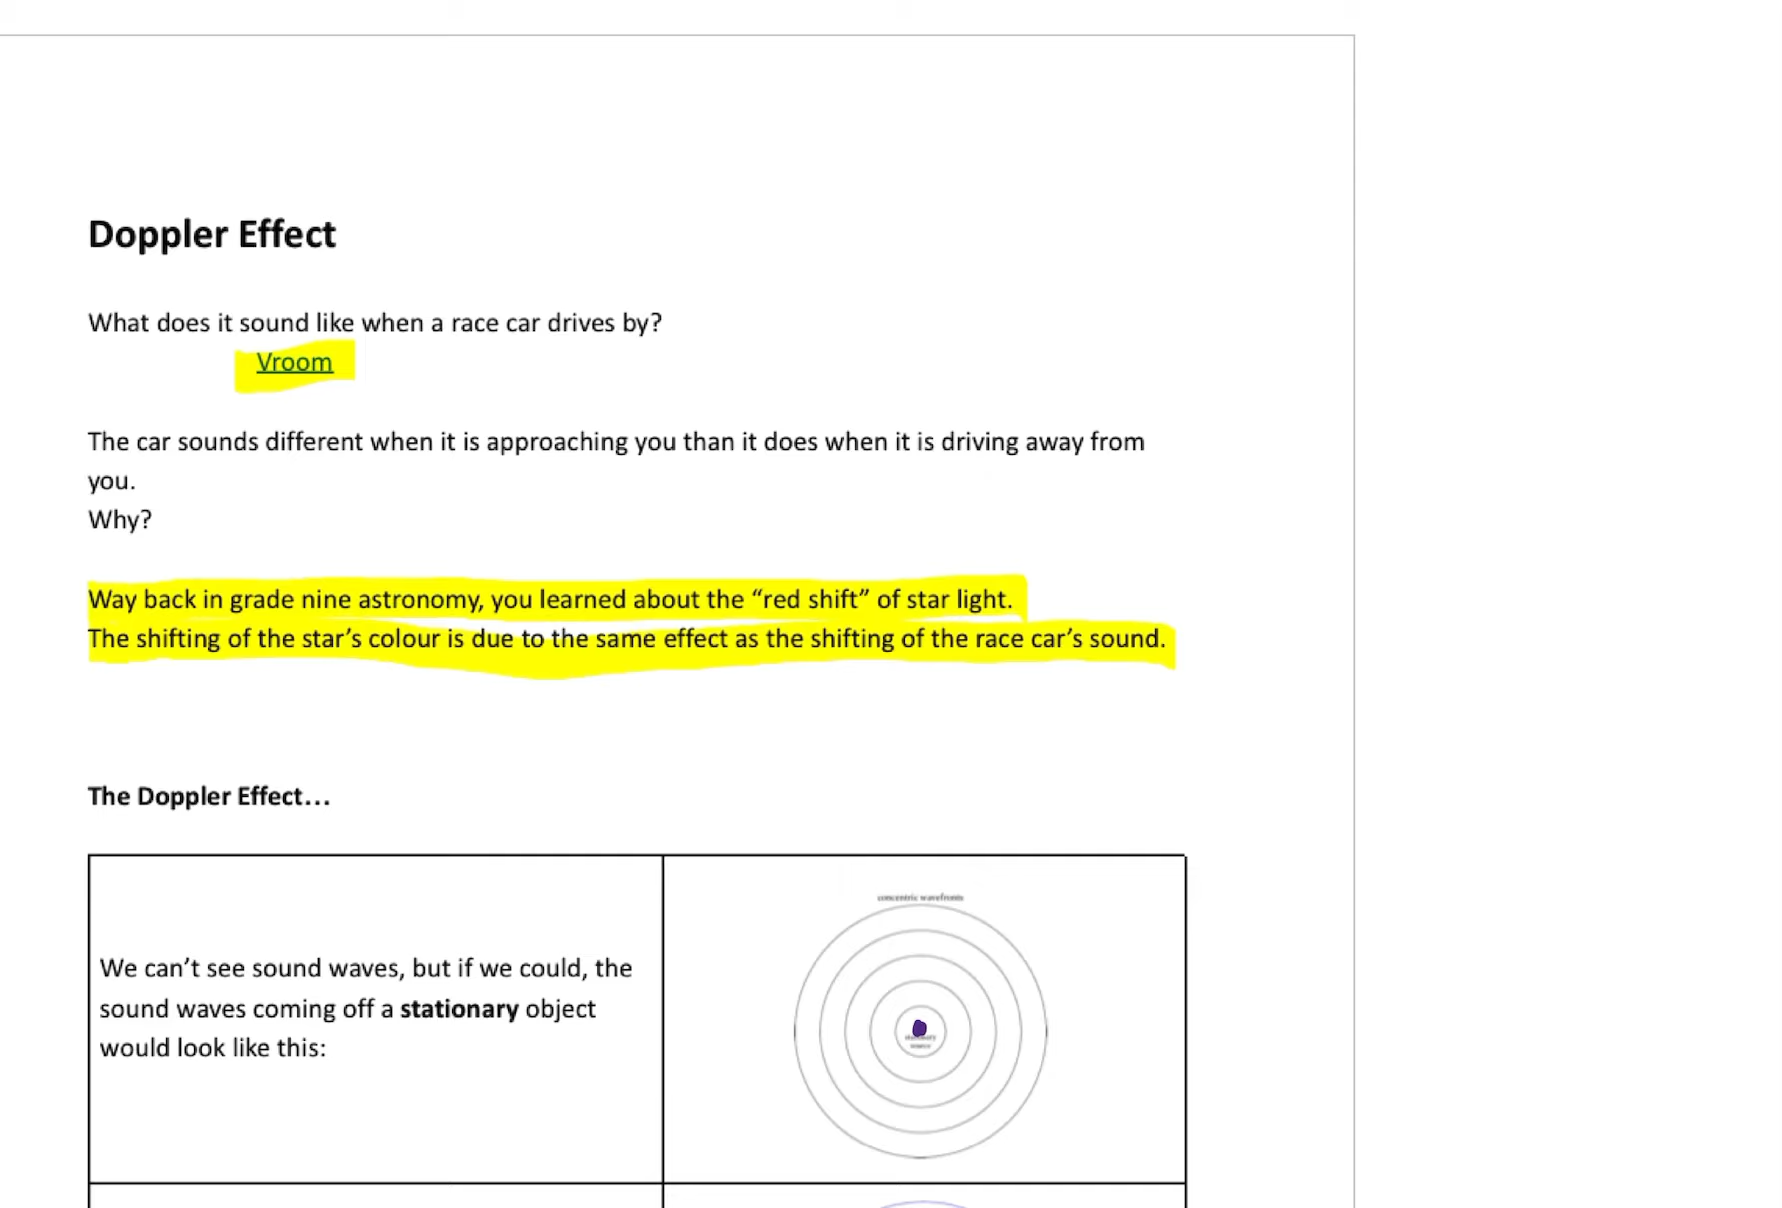 Doppler Effect
What does it sound like when a race car drives by?
Vroom
The car sounds different when it is approaching you than it does when it is driving away from
you.
Why?
Way back in grade nine astronomy, you learned about the “red shift” of star light.
The shifting of the star’s colour is due to the same effect as the shifting of the race car’s sound.
The Doppler Effect…
We can’t see sound waves, but if we could, the
sound waves coming off a stationary object
would look like this:
concentric wavefronts
stationary
source